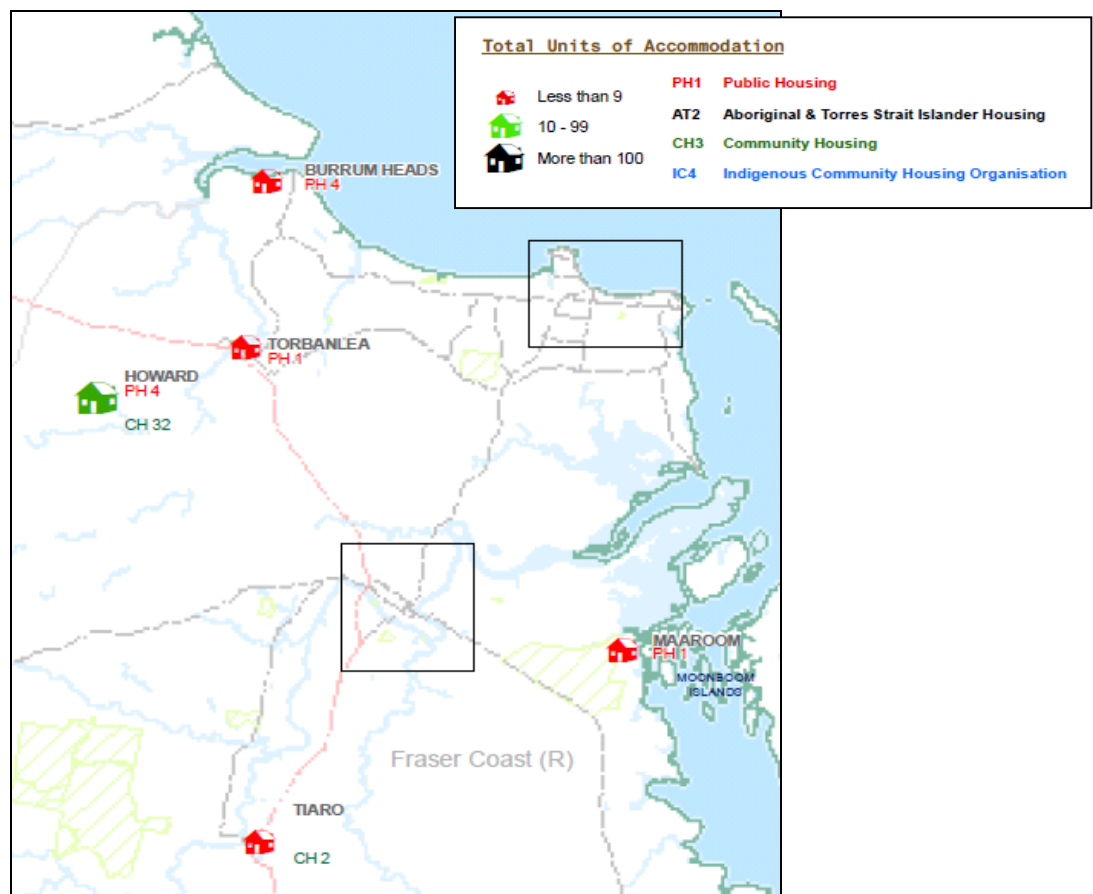 Total Units of Accommodation
Less than 9
10 - 99
More than 100
PH1 Public Housing
AT2 Aboriginal & Torres Strait Islander Housing
CH3 Community Housing
IC4 Indigenous Community Housing Organisation
BURRUM HEADS
PH 4
TORBANLEA
PH 1
HOWARD
PH 4
CH 32
MAAROOM
PH 1
MOONBOOM
ISLANDS
Fraser Coast (R)
TIARO
CH 2